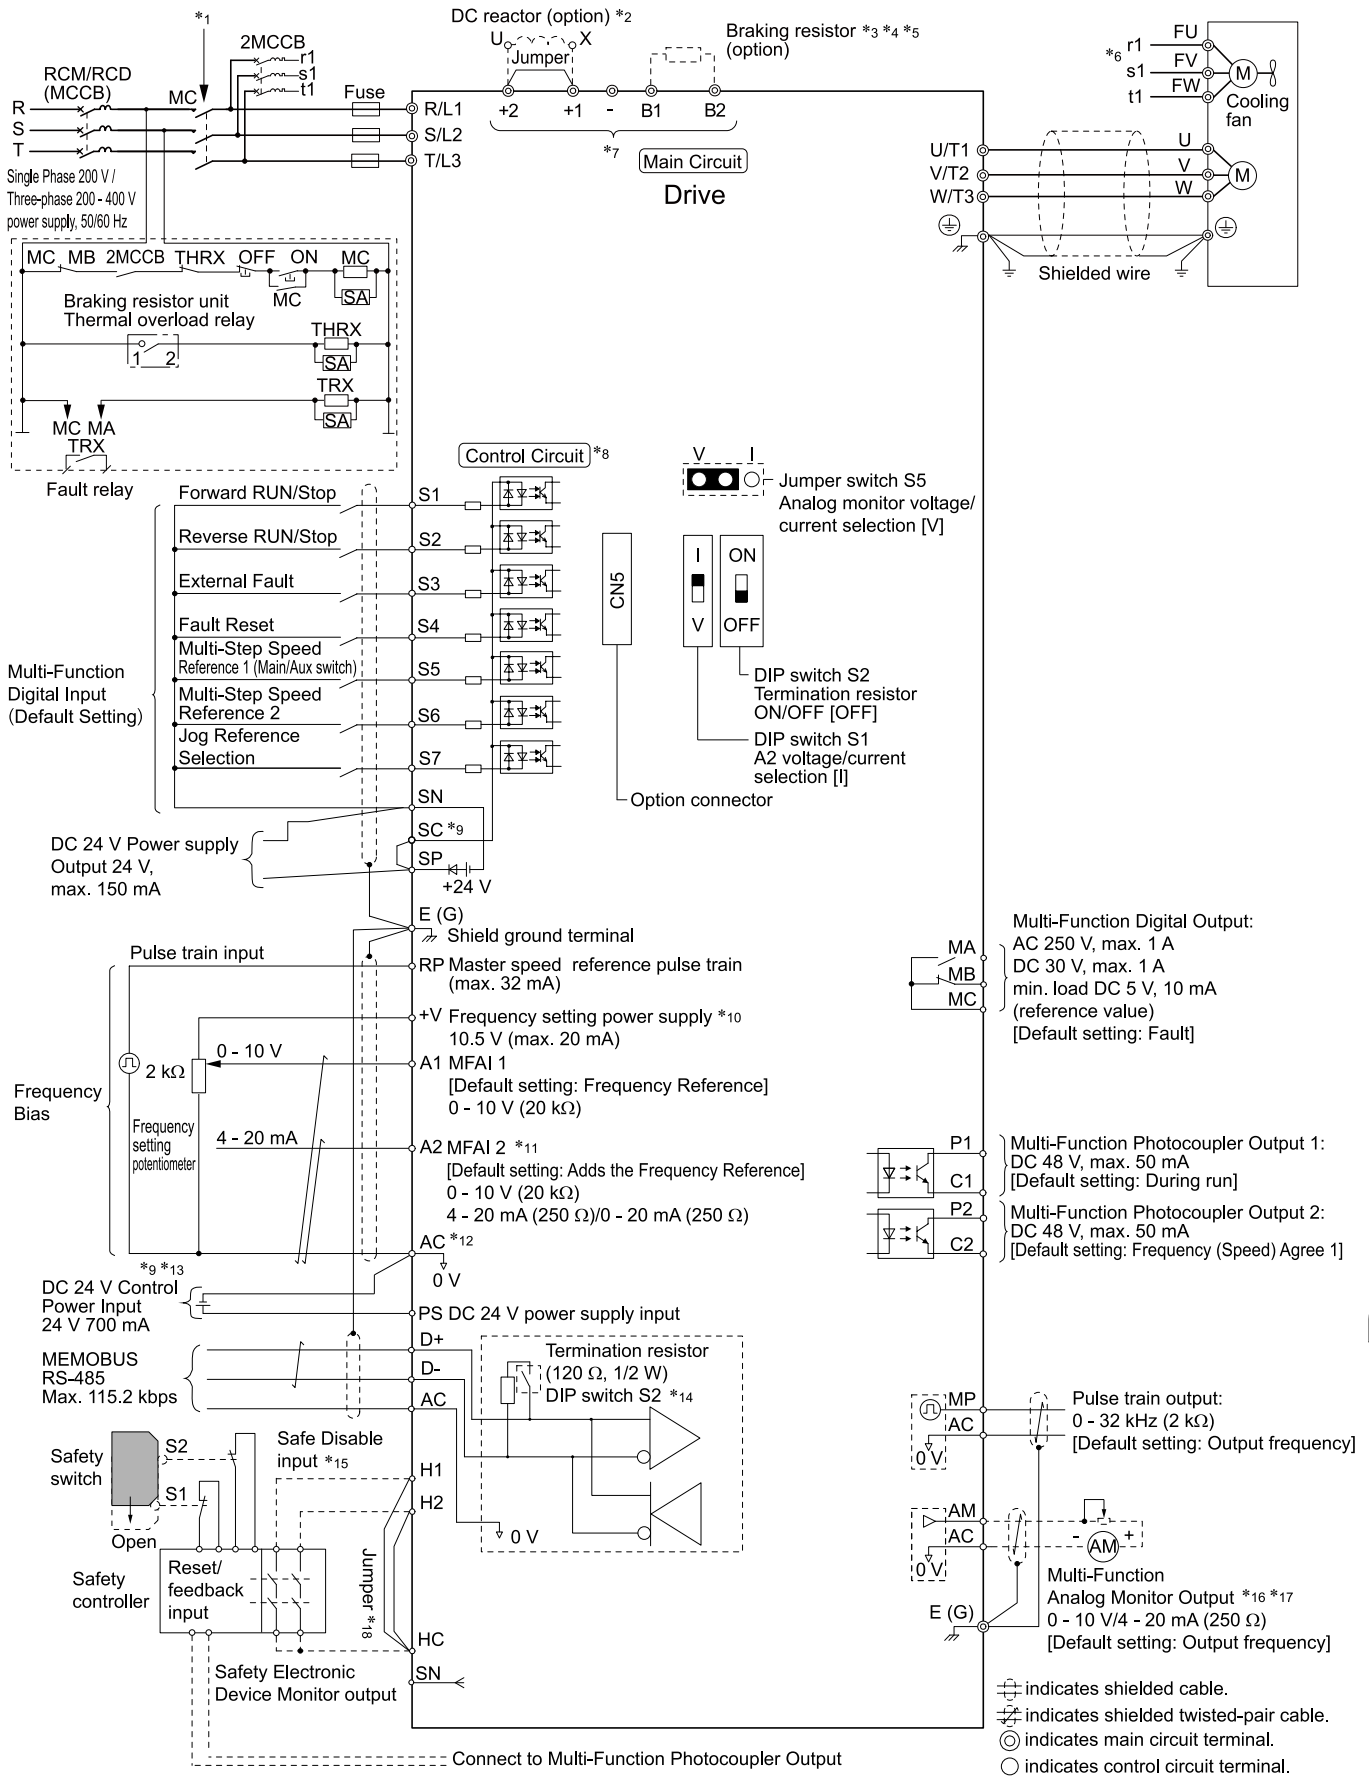 *1
DC reactor (option) *2
U X
Jumper
Braking resistor *3 *4 *5
(option)
2MCCB
r1
s1
t1
RCM/RCD
(MCCB)
MC
Fuse
R
S
T
R/L1
S/L2
T/L3
+2 +1 - B1 B2
*7
Main Circuit
Drive
Single Phase 200 V /
Three-phase 200 - 400 V
power supply, 50/60 Hz
*6
r1 FU
s1 FV
t1 FW
M
Cooling
fan
U/T1 U
V/T2 V
W/T3 W
M
Shielded wire
MC MB 2MCCB THRX OFF ON MC
MC
SA
Braking resistor unit
Thermal overload relay
1 2
THRX
SA
TRX
SA
MC MA
TRX
Fault relay
Control Circuit *8
V I
Jumper switch S5
Analog monitor voltage/
current selection [V]
I
V
ON
OFF
CN5
DIP switch S2
Termination resistor
ON/OFF [OFF]
DIP switch S1
A2 voltage/current
selection [I]
Option connector
Multi-Function
Digital Input
(Default Setting)
Forward RUN/Stop S1
Reverse RUN/Stop S2
External Fault S3
Fault Reset S4
Multi-Step Speed
Reference 1 (Main/Aux switch) S5
Multi-Step Speed
Reference 2 S6
Jog Reference
Selection S7
SN
SC *9
SP
+24 V
DC 24 V Power supply
Output 24 V,
max. 150 mA
E (G)
Shield ground terminal
Pulse train input
RP Master speed reference pulse train
(max. 32 mA)
+V Frequency setting power supply *10
10.5 V (max. 20 mA)
0 - 10 V
2 kΩ
A1 MFAI 1
[Default setting: Frequency Reference]
0 - 10 V (20 kΩ)
Frequency
Bias
Frequency
setting
potentiometer
4 - 20 mA
A2 MFAI 2 *11
[Default setting: Adds the Frequency Reference]
0 - 10 V (20 kΩ)
4 - 20 mA (250 Ω)/0 - 20 mA (250 Ω)
AC *12
0 V
*9 *13
DC 24 V Control
Power Input
24 V 700 mA
PS DC 24 V power supply input
MA
MB
MC
Multi-Function Digital Output:
AC 250 V, max. 1 A
DC 30 V, max. 1 A
min. load DC 5 V, 10 mA
(reference value)
[Default setting: Fault]
P1
C1
Multi-Function Photocoupler Output 1:
DC 48 V, max. 50 mA
[Default setting: During run]
P2
C2
Multi-Function Photocoupler Output 2:
DC 48 V, max. 50 mA
[Default setting: Frequency (Speed) Agree 1]
MEMOBUS
RS-485
Max. 115.2 kbps
D+
D-
AC
Termination resistor
(120 Ω, 1/2 W)
DIP switch S2 *14
0 V
Safety
switch
S2
S1
Open
Safe Disable
input *15
H1
H2
Jumper *18
HC
SN
Safety
controller
Reset/
feedback
input
Safety Electronic
Device Monitor output
Connect to Multi-Function Photocoupler Output
MP
AC
0 V
Pulse train output:
0 - 32 kHz (2 kΩ)
[Default setting: Output frequency]
AM
AC
0 V
- +
AM
E (G)
Multi-Function
Analog Monitor Output *16 *17
0 - 10 V/4 - 20 mA (250 Ω)
[Default setting: Output frequency]
indicates shielded cable.
indicates shielded twisted-pair cable.
indicates main circuit terminal.
indicates control circuit terminal.